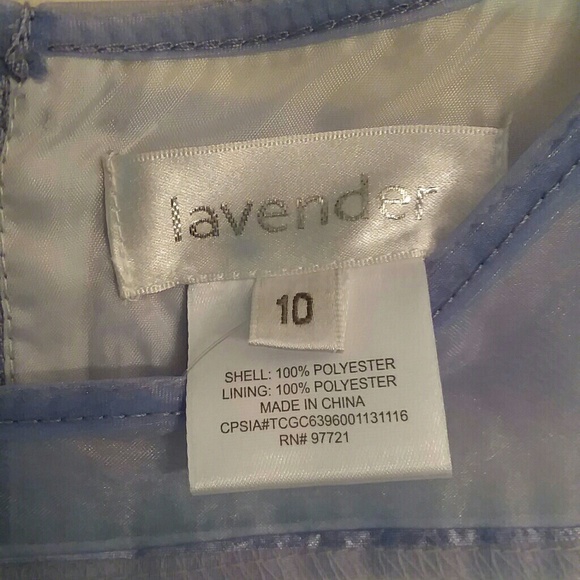 lavender
10
SHELL: 100% POLYESTER
LINING: 100% POLYESTER
MADE IN CHINA
CPSIA#TCGC6396001131116
RN# 97721